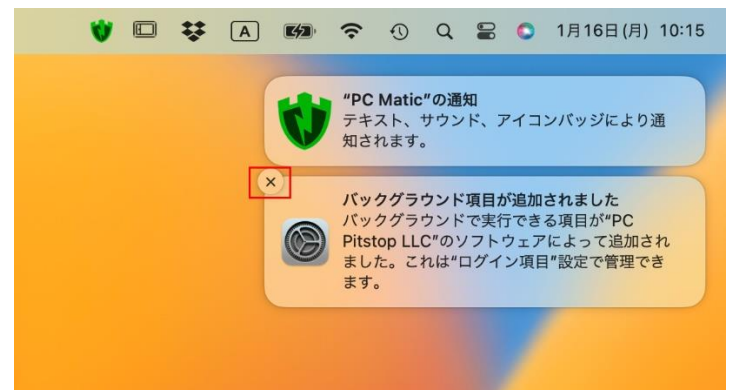 A
1月16日(月) 10:15
“PC Matic”の通知
テキスト、サウンド、アイコンバッジにより通
知されます。
バックグラウンド項目が追加されました
バックグラウンドで実行できる項目が“PC
Pitstop LLC”のソフトウェアによって追加され
ました。これは“ログイン項目”設定で管理でき
ます。